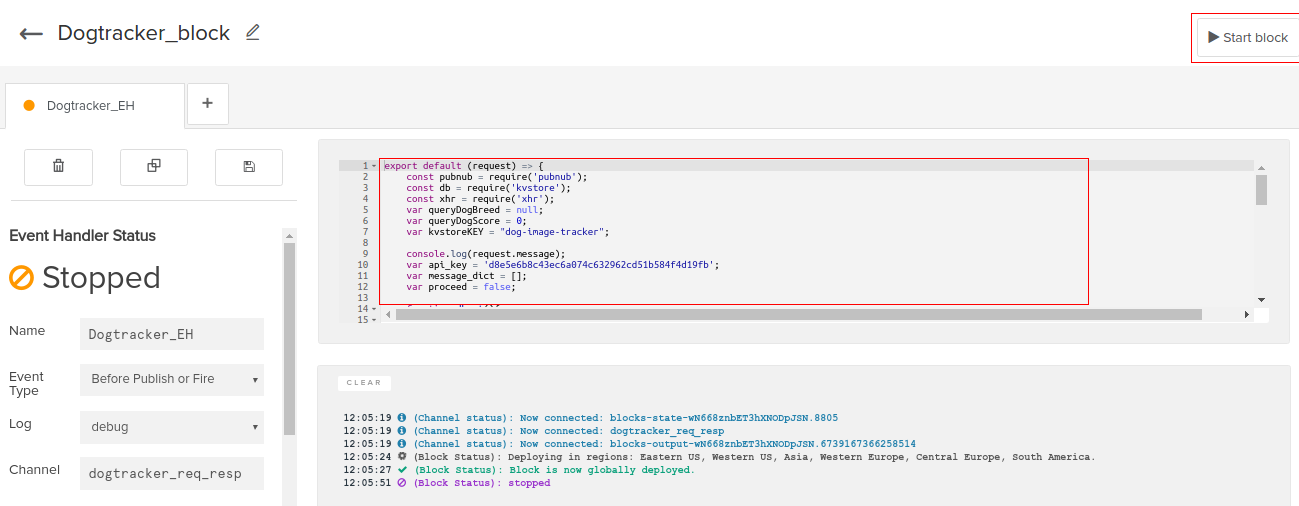 Dogtracker_block
Start block
Dogtracker_EH
+
Event Handler Status
Stopped
Name
Dogtracker_EH
Event Type
Before Publish or Fire
Log
debug
Channel
dogtracker_req_resp
1 export default (request) => {
2 const pubnub = require('pubnub');
3 const db = require('kvstore');
4 const xhr = require('xhr');
5 var queryDogBreed = null;
6 var queryDogScore = 0;
7 var kvstoreKEY = "dog-image-tracker";
8
9 console.log(request.message);
10 var api_key = 'd8e5e6b8c43ec6a074c632962cd51b584f4d19fb';
11 var message_dict = [];
12 var proceed = false;
13
14
15
CLEAR
12:05:19 (Channel status): Now connected: blocks-state-wN668znbET3hXNODpJSN.8805
12:05:19 (Channel status): Now connected: dogtracker_req_resp
12:05:19 (Channel status): Now connected: blocks-output-wN668znbET3hXNODpJSN.6739167366258514
12:05:24 (Block Status): Deploying in regions: Eastern US, Western US, Asia, Western Europe, Central Europe, South America.
12:05:27 (Block Status): Block is now globally deployed.
12:05:51 (Block Status): stopped